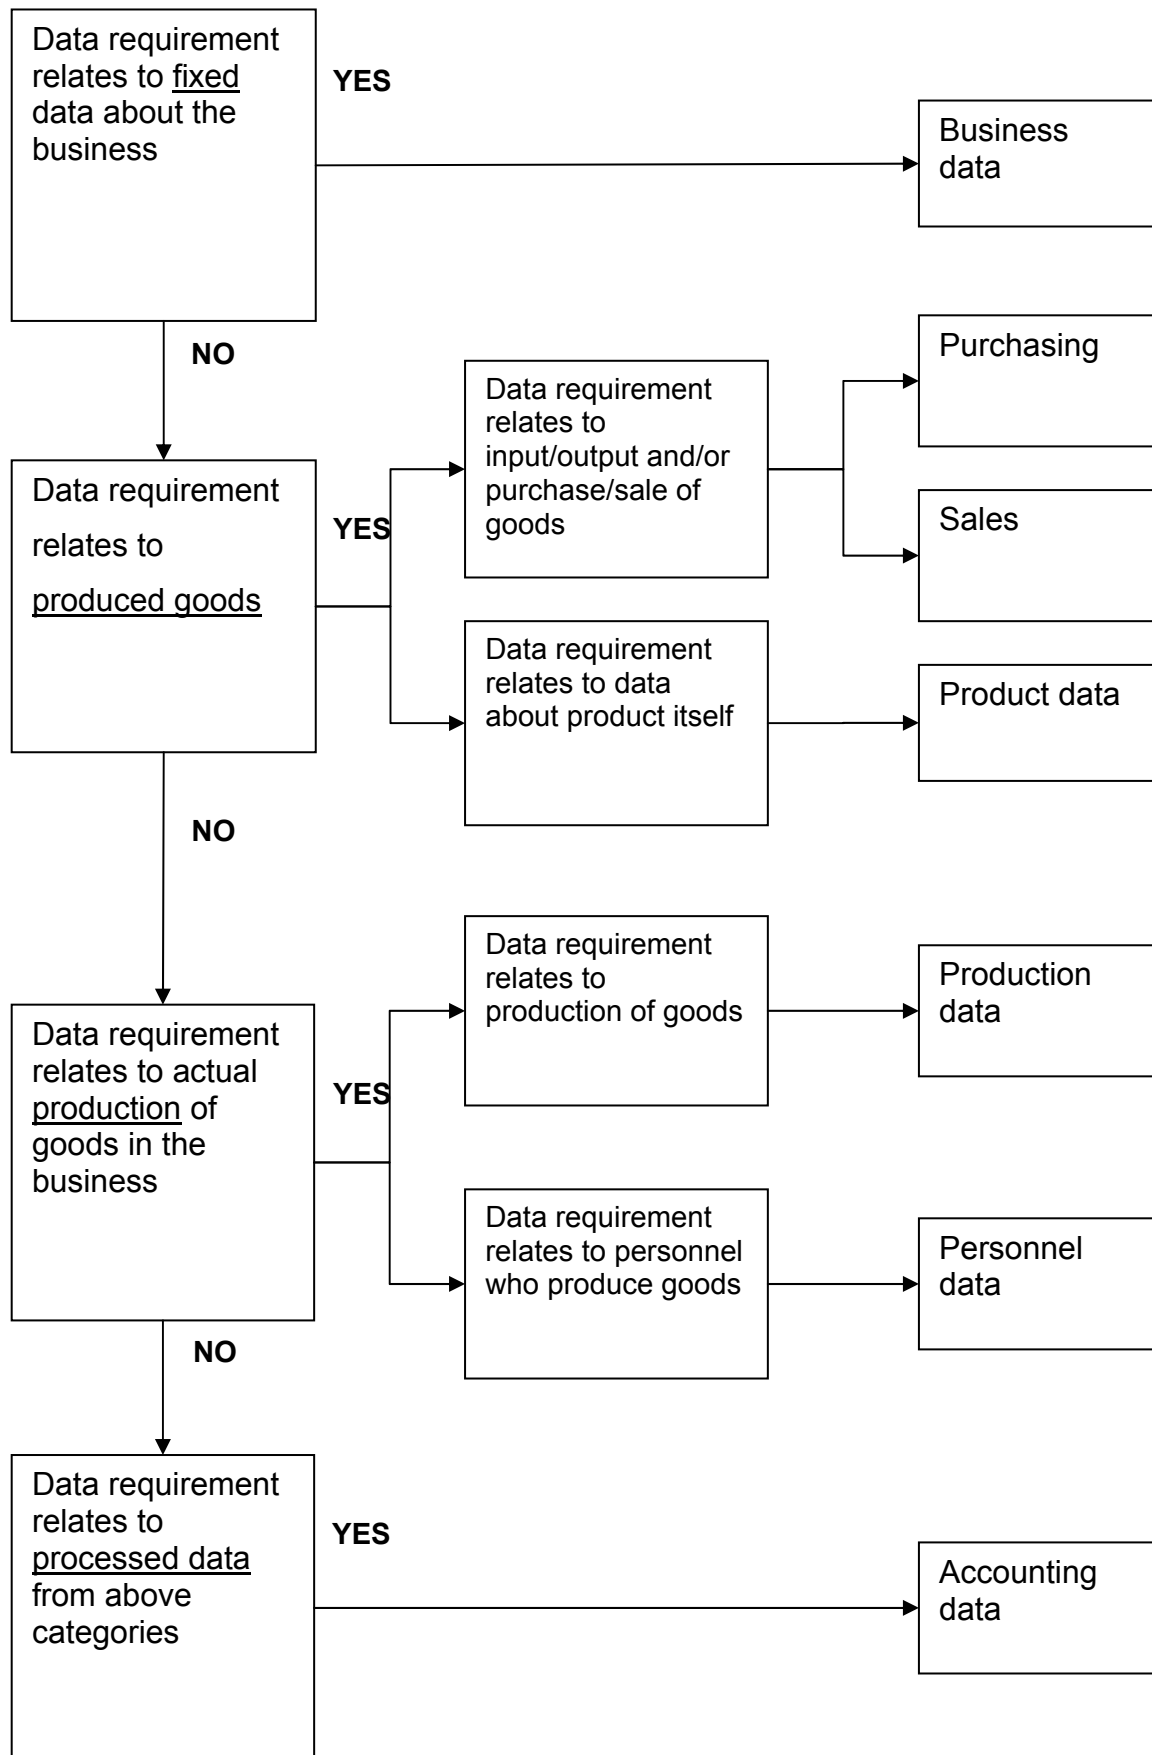 Data requirement
relates to fixed
data about the
business
YES
Business
data
NO
Purchasing
Data requirement
relates to
input/output and/or
purchase/sale of
goods
Data requirement
relates to
produced goods
YES
Sales
Data requirement
relates to data
about product itself
Product data
NO
Data requirement
relates to
production of goods
Production
data
Data requirement
relates to actual
production of
goods in the
business
YES
Data requirement
relates to personnel
who produce goods
Personnel
data
NO
Data requirement
relates to
processed data
from above
categories
YES
Accounting
data